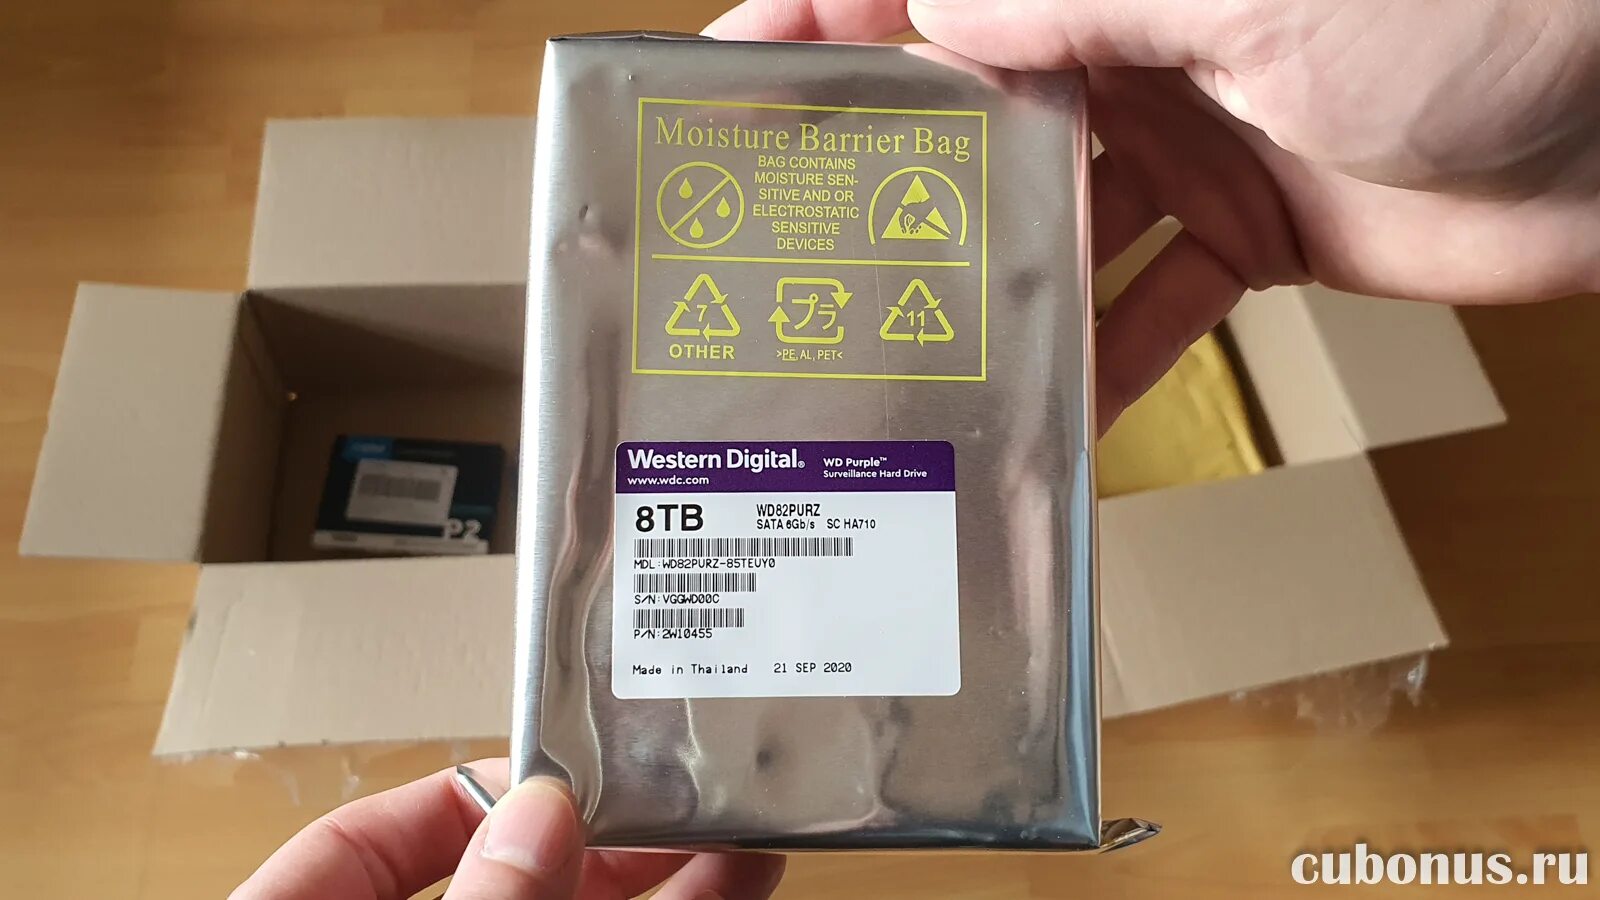 Moisture Barrier Bag
BAG CONTAINS
MOISTURE SEN-
SITIVE AND OR
ELECTROSTATIC
SENSITIVE
DEVICES
7
OTHER
プラ
>PE, AL, PET<
11
Western Digital®
www.wdc.com
WD Purple™
Surveillance Hard Drive
8TB
WD82PURZ
SATA 6Gb/s SC HA710
MDL:WD82PURZ-85TEUY0
S/N:VGGWD00C
P/N:2W10455
Made in Thailand 21 SEP 2020
P2
cubonus.ru